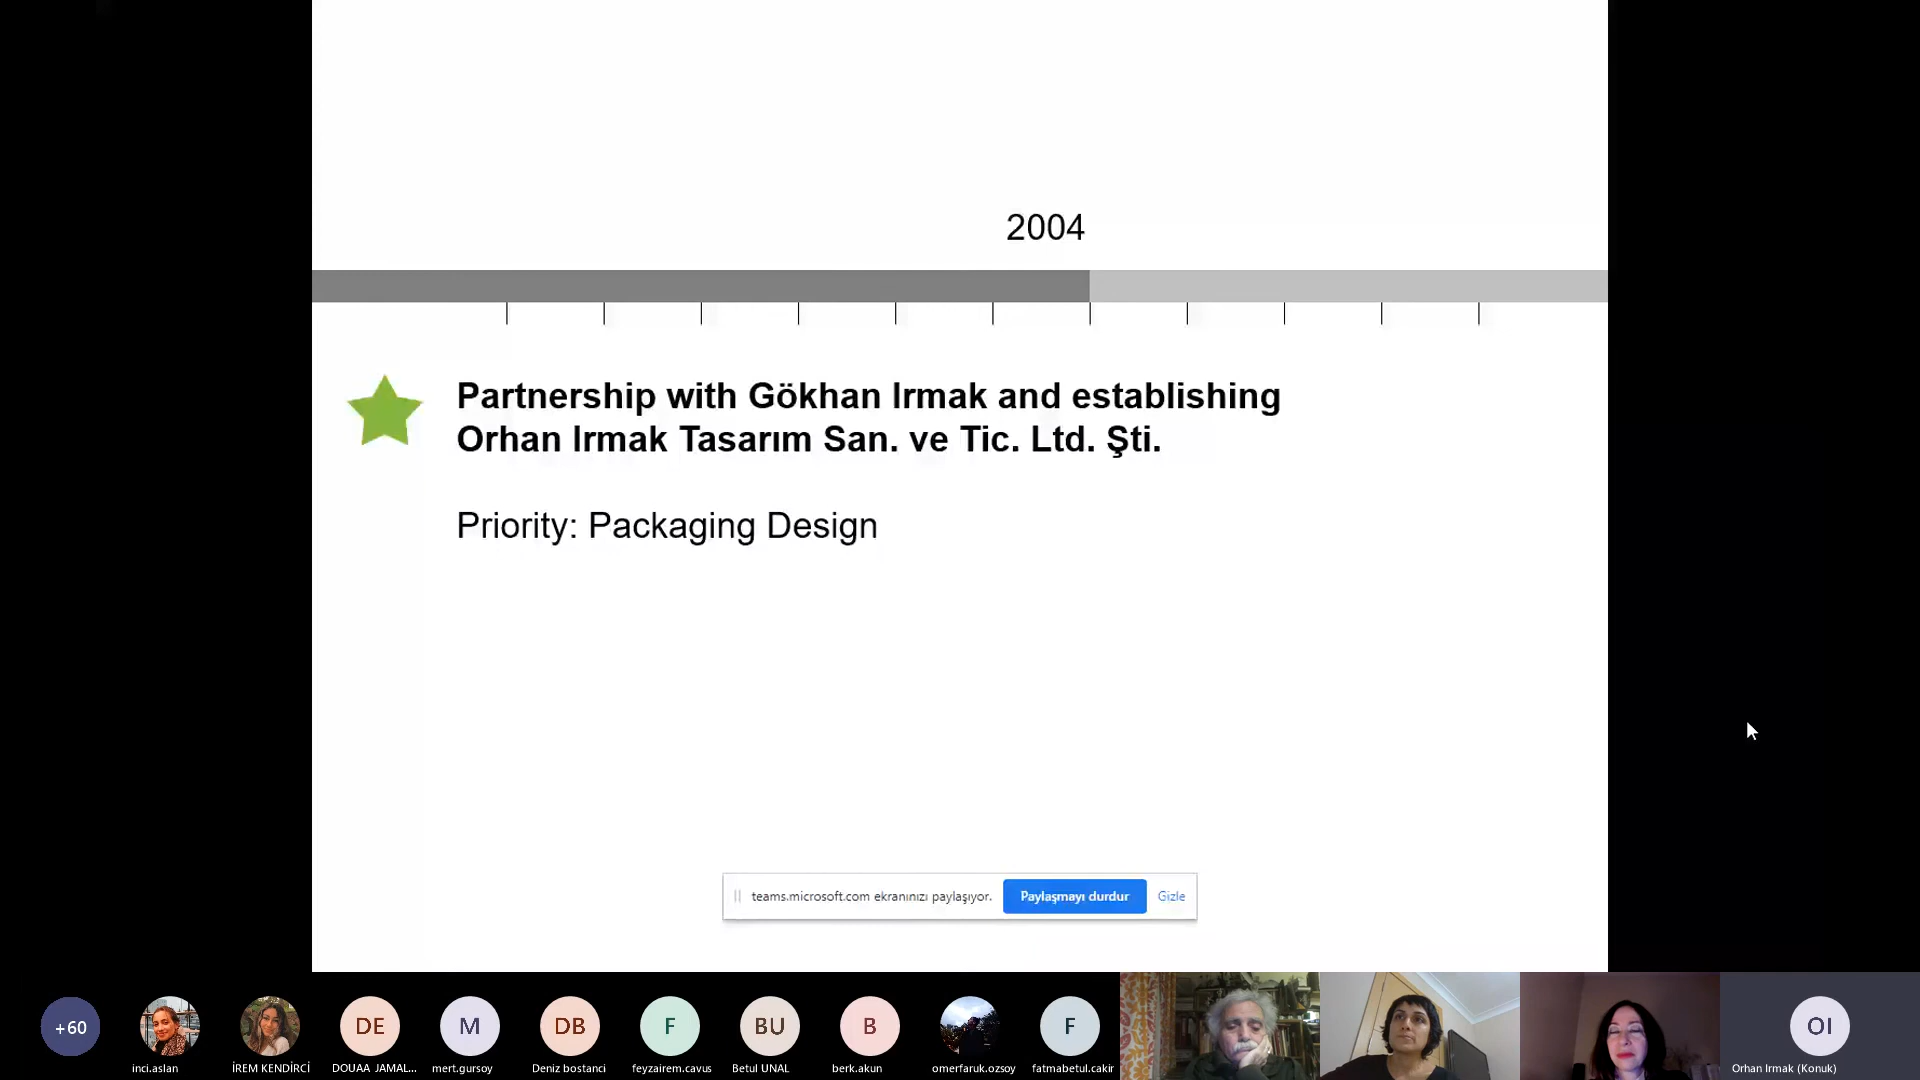 2004
Partnership with Gökhan Irmak and establishing
Orhan Irmak Tasarım San. ve Tic. Ltd. Şti.
Priority: Packaging Design
teams.microsoft.com ekranınızı paylaşıyor.
Paylaşmayı durdur
Gizle
+60
DE
M
DB
F
BU
B
F
OI
inci.aslan
İREM KENDİRCİ
DOUAA JAMAL...
mert.gursoy
Deniz bostanci
feyzairem.cavus
Betul UNAL
berk.akun
omerfaruk.ozsoy
fatmabetul.cakir
Orhan Irmak (Konuk)